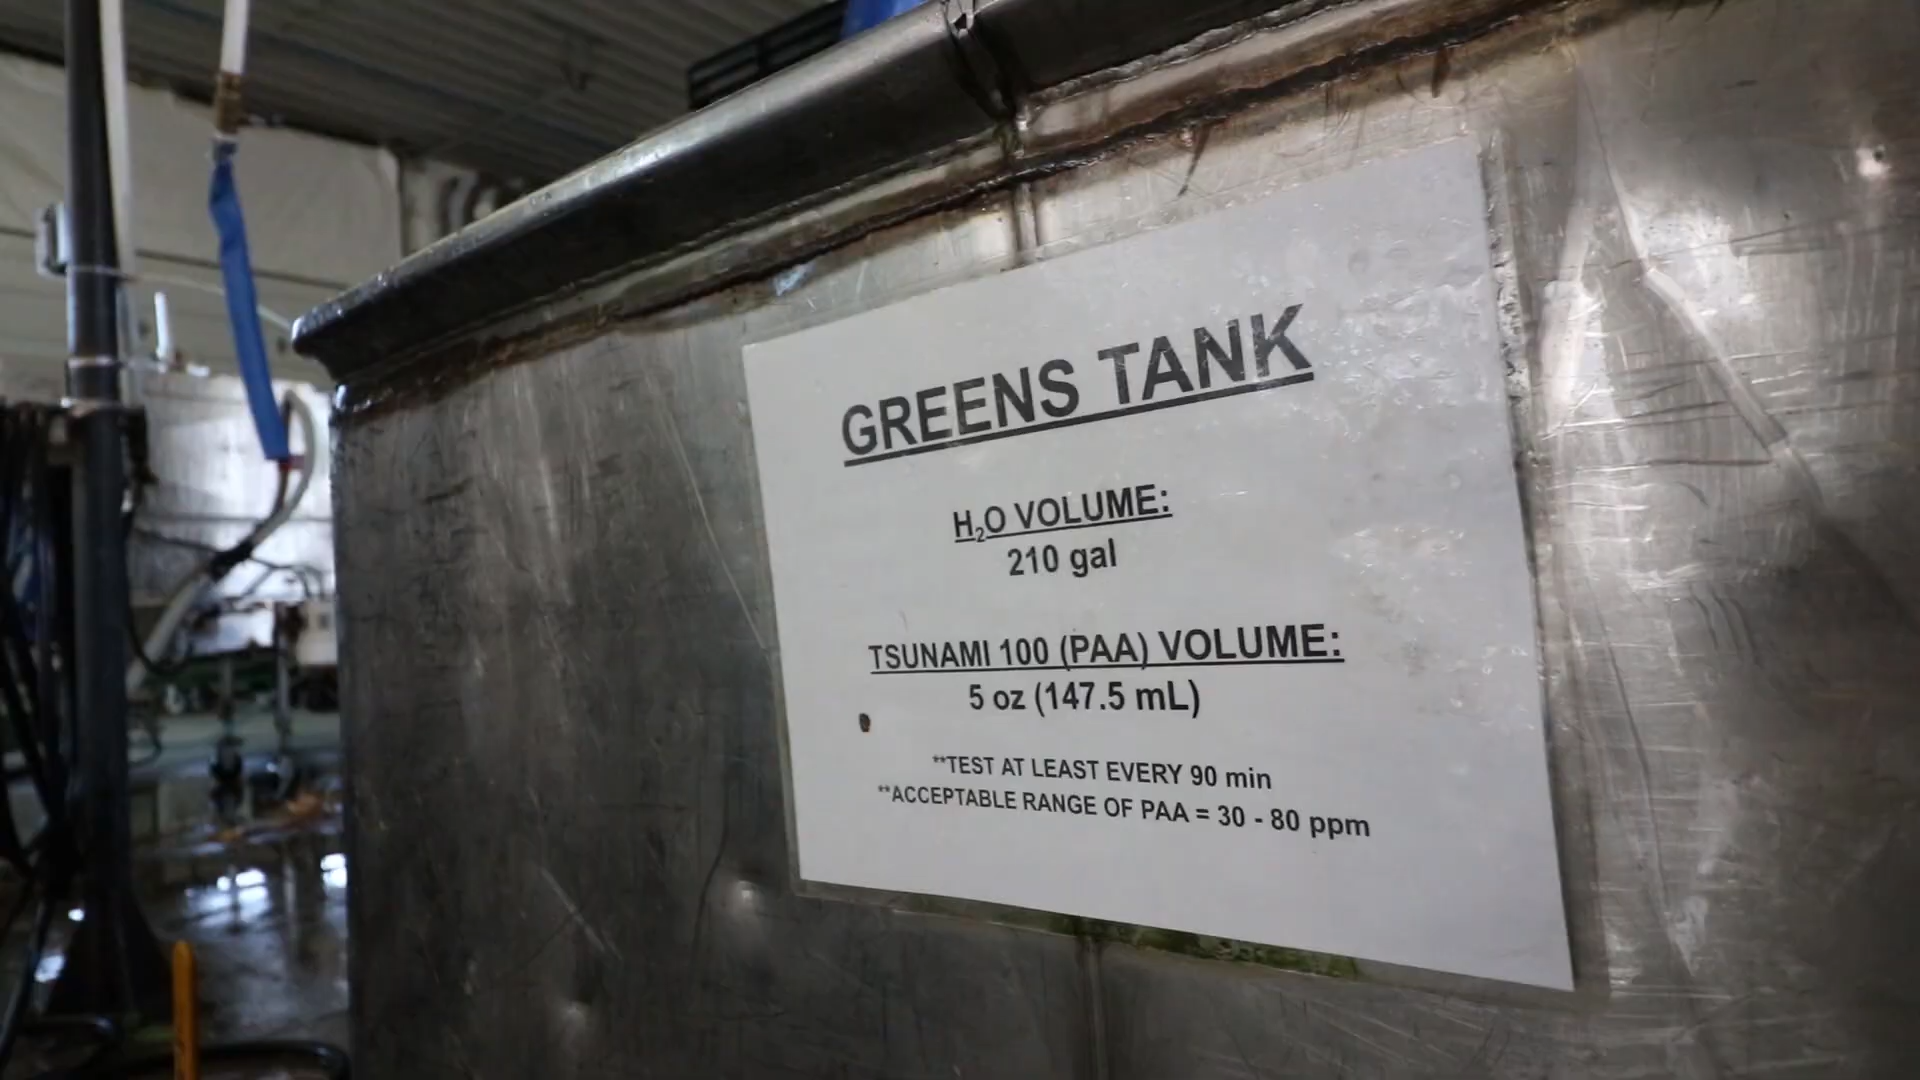 GREENS TANK
H₂O VOLUME:
210 gal
TSUNAMI 100 (PAA) VOLUME:
5 oz (147.5 mL)
**TEST AT LEAST EVERY 90 min
**ACCEPTABLE RANGE OF PAA = 30 - 80 ppm